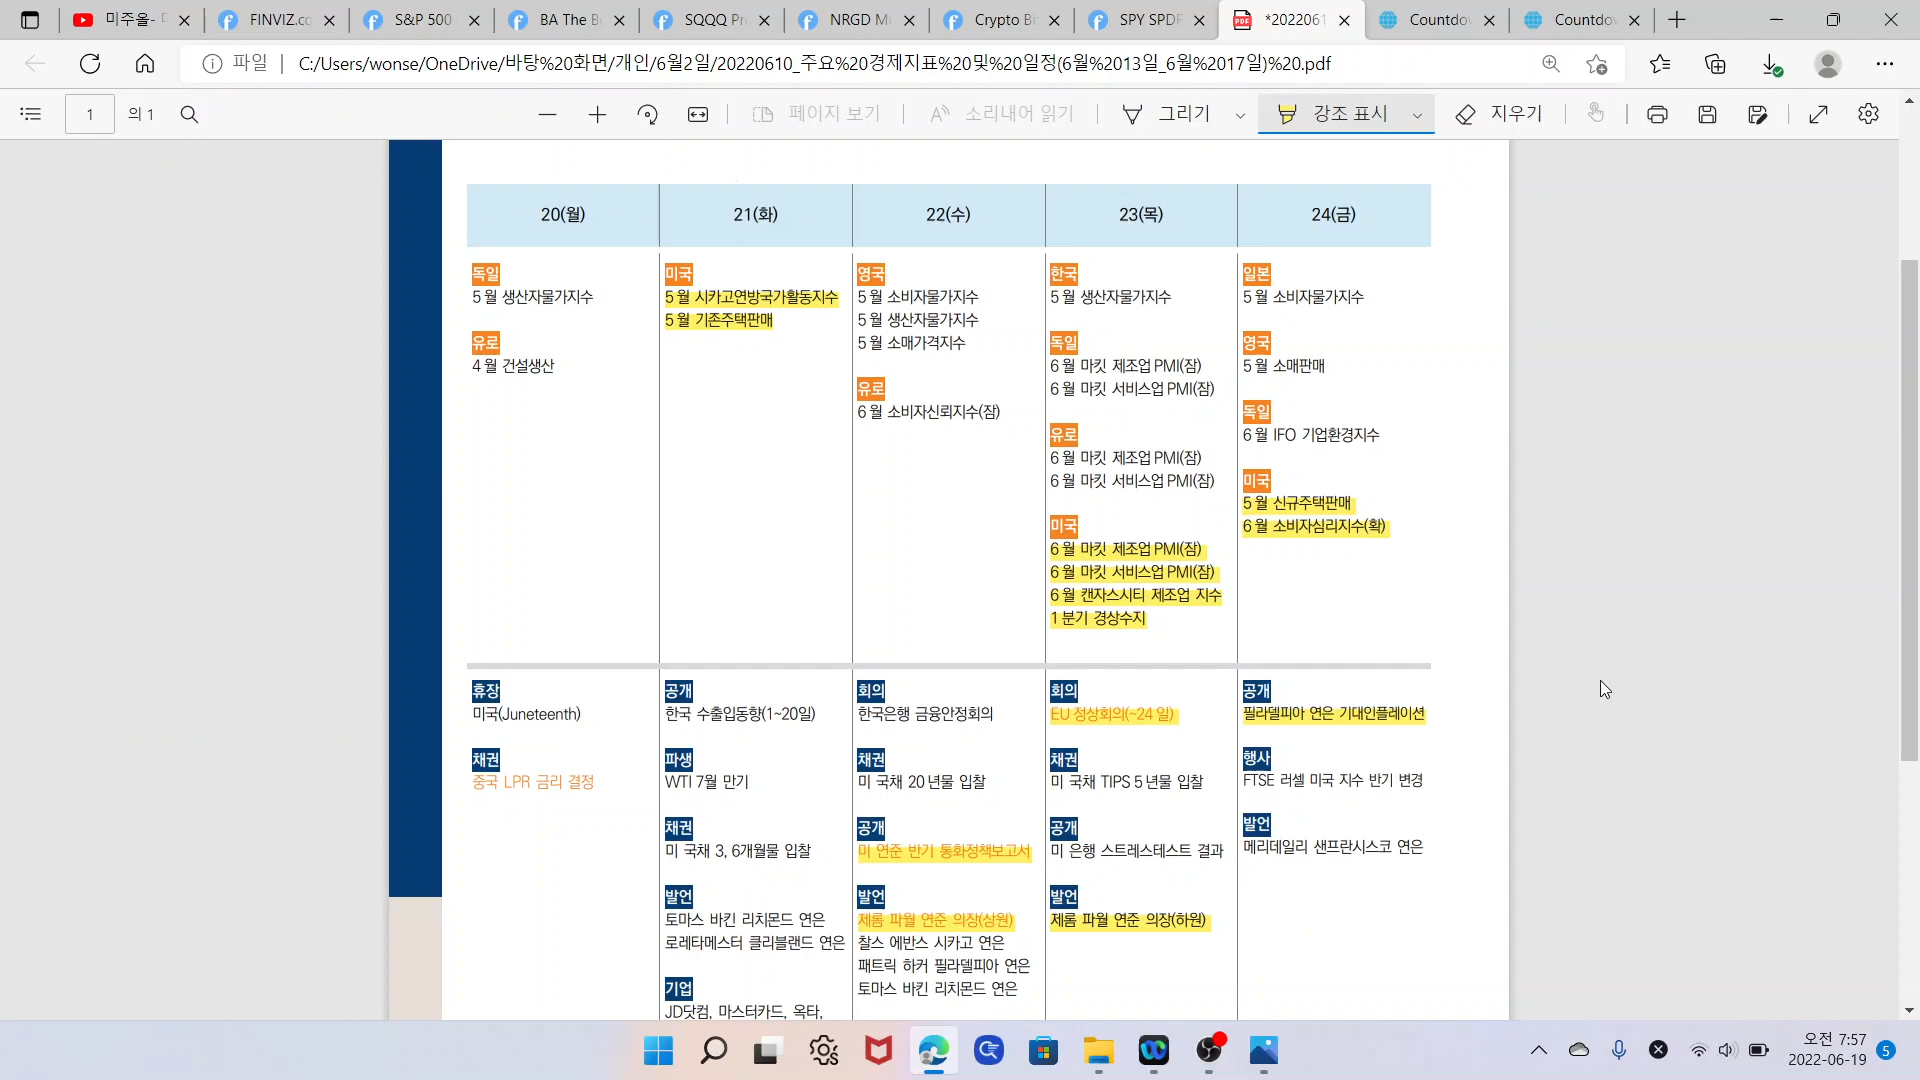 미주올-
FINVIZ.co
S&P 500
BA The B
SQQQ Pr
NRGD Mi
Crypto Bi
SPY SPDR
*2022061
Countdo
Countdo
파일
C:/Users/wonse/OneDrive/바탕%20화면/개인/6월2일/20220610_주요%20경제지표%20및%20일정(6월%2013일_6월%2017일)%20.pdf
1
의 1
페이지 보기
소리내어 읽기
그리기
강조 표시
지우기
20(월)
21(화)
22(수)
23(목)
24(금)
독일
5월 생산자물가지수
유로
4월 건설생산
미국
5월 시카고연방국가활동지수
5월 기존주택판매
영국
5월 소비자물가지수
5월 생산자물가지수
5월 소매가격지수
유로
6월 소비자신뢰지수(잠)
한국
5월 생산자물가지수
독일
6월 마킷 제조업PMI(잠)
6월 마킷 서비스업PMI(잠)
유로
6월 마킷 제조업PMI(잠)
6월 마킷 서비스업PMI(잠)
미국
6월 마킷 제조업PMI(잠)
6월 마킷 서비스업PMI(잠)
6월 캔자스시티 제조업 지수
1분기 경상수지
일본
5월 소비자물가지수
영국
5월 소매판매
독일
6월 IFO 기업환경지수
미국
5월 신규주택판매
6월 소비자심리지수(확)
휴장
미국(Juneteenth)
채권
중국 LPR 금리 결정
공개
한국 수출입동향(1~20일)
파생
WTI 7월 만기
채권
미 국채 3, 6개월물 입찰
발언
토마스 바킨 리치몬드 연은
로레타메스터 클리블랜드 연은
기업
JD닷컴, 마스터카드, 옥타,
회의
한국은행 금융안정회의
채권
미 국채 20년물 입찰
공개
미 연준 반기 통화정책보고서
발언
제롬 파월 연준 의장(상원)
찰스 에반스 시카고 연은
패트릭 하커 필라델피아 연은
토마스 바킨 리치몬드 연은
회의
EU 정상회의(~24일)
채권
미 국채 TIPS 5년물 입찰
공개
미 은행 스트레스테스트 결과
발언
제롬 파월 연준 의장(하원)
공개
필라델피아 연은 기대인플레이션
행사
FTSE 러셀 미국 지수 반기 변경
발언
메리데일리 샌프란시스코 연은
오전 7:57
2022-06-19
5